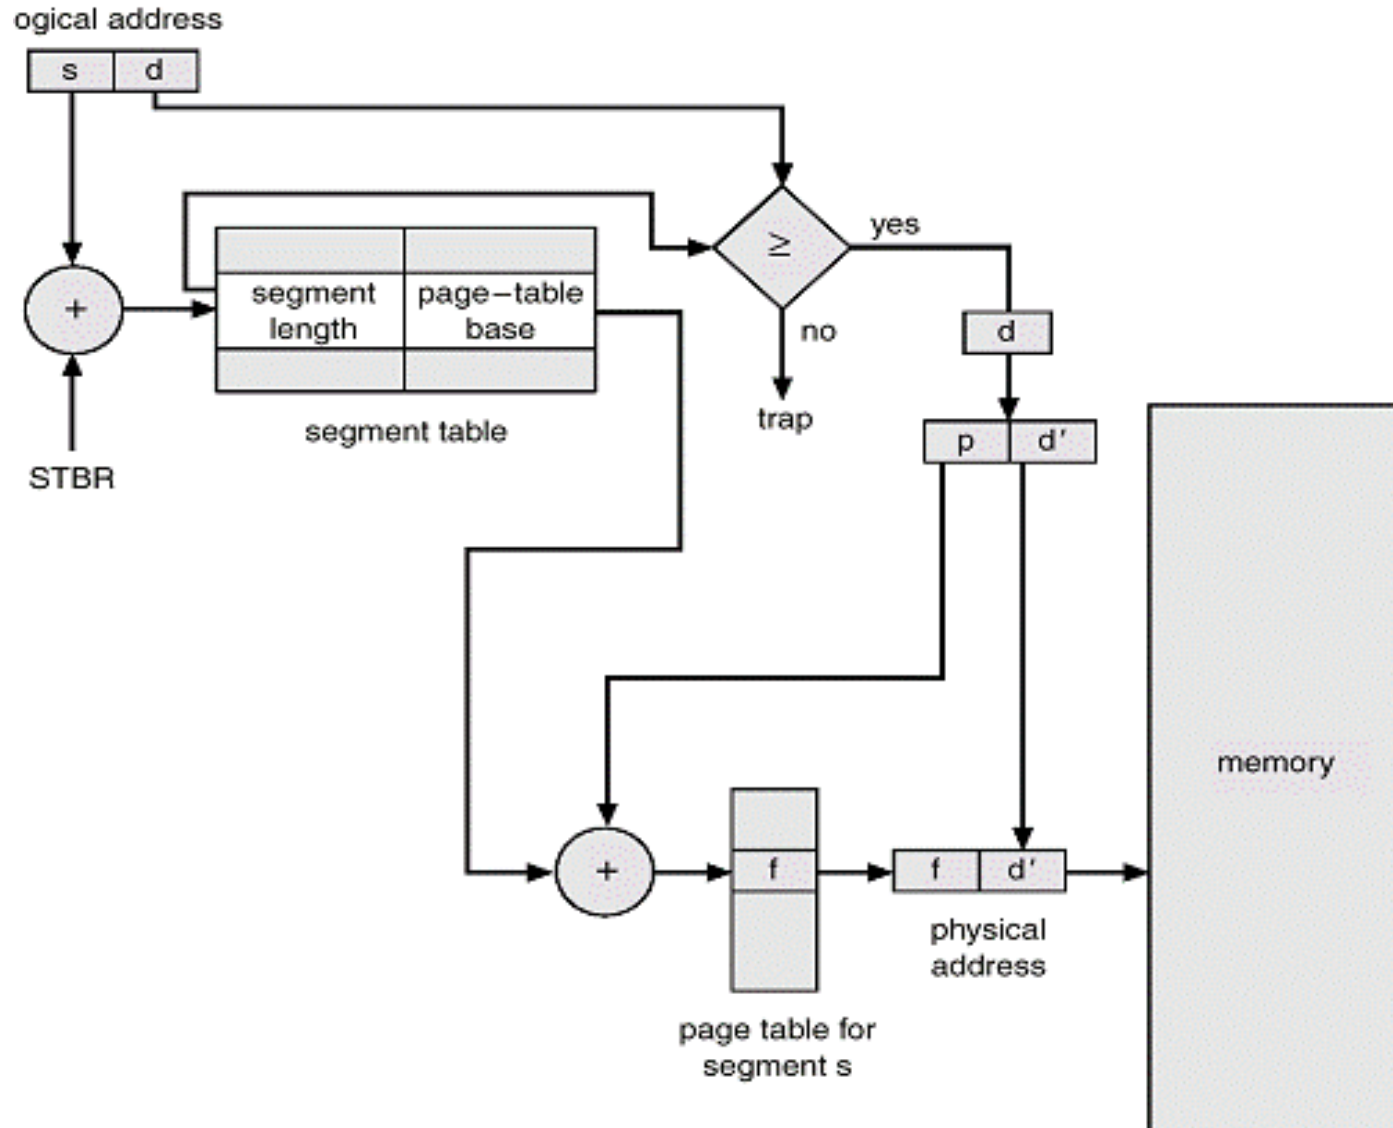 ogical address
s d
≥
yes
segment length
page–table base
+
no
d
trap
segment table
p d′
STBR
memory
+
f
f d′
physical address
page table for segment s